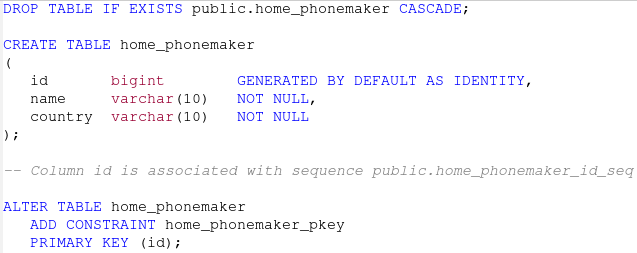 DROP TABLE IF EXISTS public.home_phonemaker CASCADE;
CREATE TABLE home_phonemaker
(
   id       bigint        GENERATED BY DEFAULT AS IDENTITY,
   name     varchar(10)   NOT NULL,
   country  varchar(10)   NOT NULL
);
-- Column id is associated with sequence public.home_phonemaker_id_seq
ALTER TABLE home_phonemaker
   ADD CONSTRAINT home_phonemaker_pkey
   PRIMARY KEY (id);